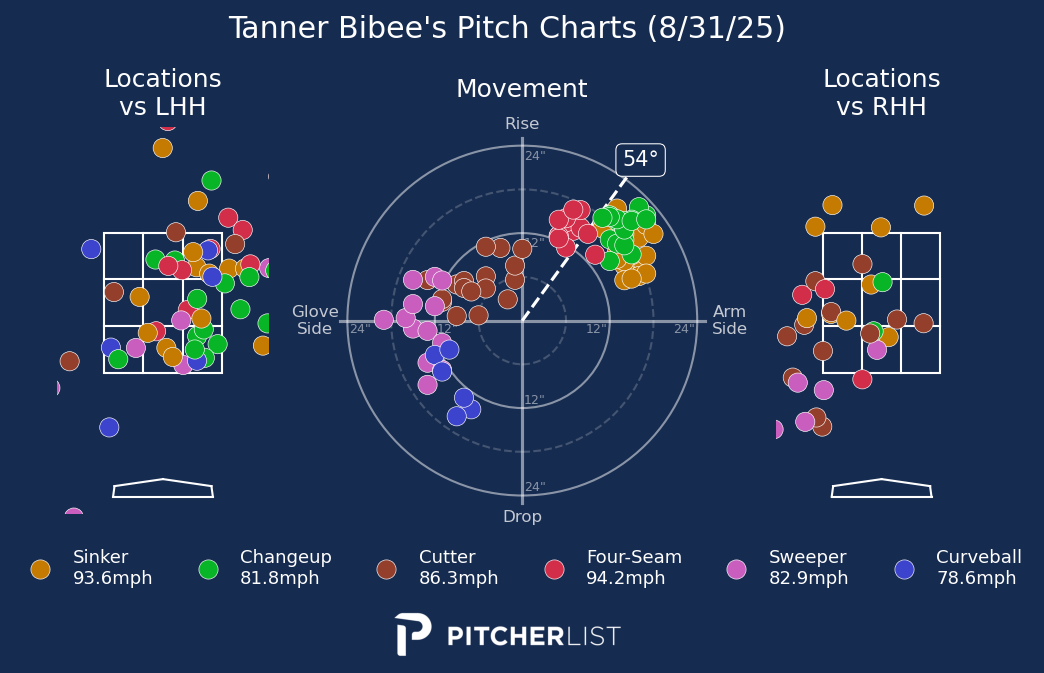 Tanner Bibee's Pitch Charts (8/31/25)
Locations
vs LHH
Movement
Locations
vs RHH
Rise
54°
24"
12"
Glove
Side
24"
12"
12"
24"
Arm
Side
12"
24"
Drop
Sinker
93.6mph
Changeup
81.8mph
Cutter
86.3mph
Four-Seam
94.2mph
Sweeper
82.9mph
Curveball
78.6mph
PITCHERLIST